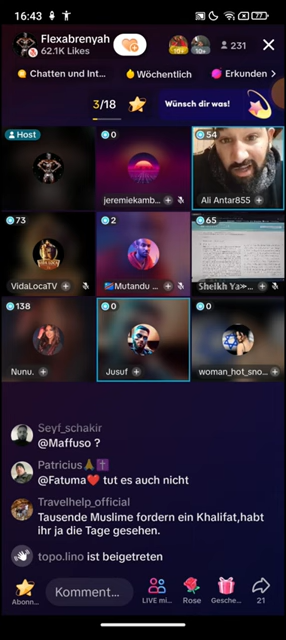 16:43
77
Flexabrenyah
62.1K Likes
10+
10+
231
Chatten und Int...
Wöchentlich
Erkunden
3/18
Wünsch dir was!
Host
0
54
jeremiekamb...
Ali Antar855
73
2
65
VidaLocaTV
Mutandu ...
Sheikh Ya»...
138
0
0
Nunu.
Jusuf
woman_hot_sno...
Seyf_schakir
@Maffuso ?
Patricius
@Fatuma❤️ tut es auch nicht
Travelhelp_official
Tausende Muslime fordern ein Khalifat,habt
ihr ja die Tage gesehen.
topo.lino ist beigetreten
Abonn...
Komment...
LIVE mi...
Rose
Gesche...
21